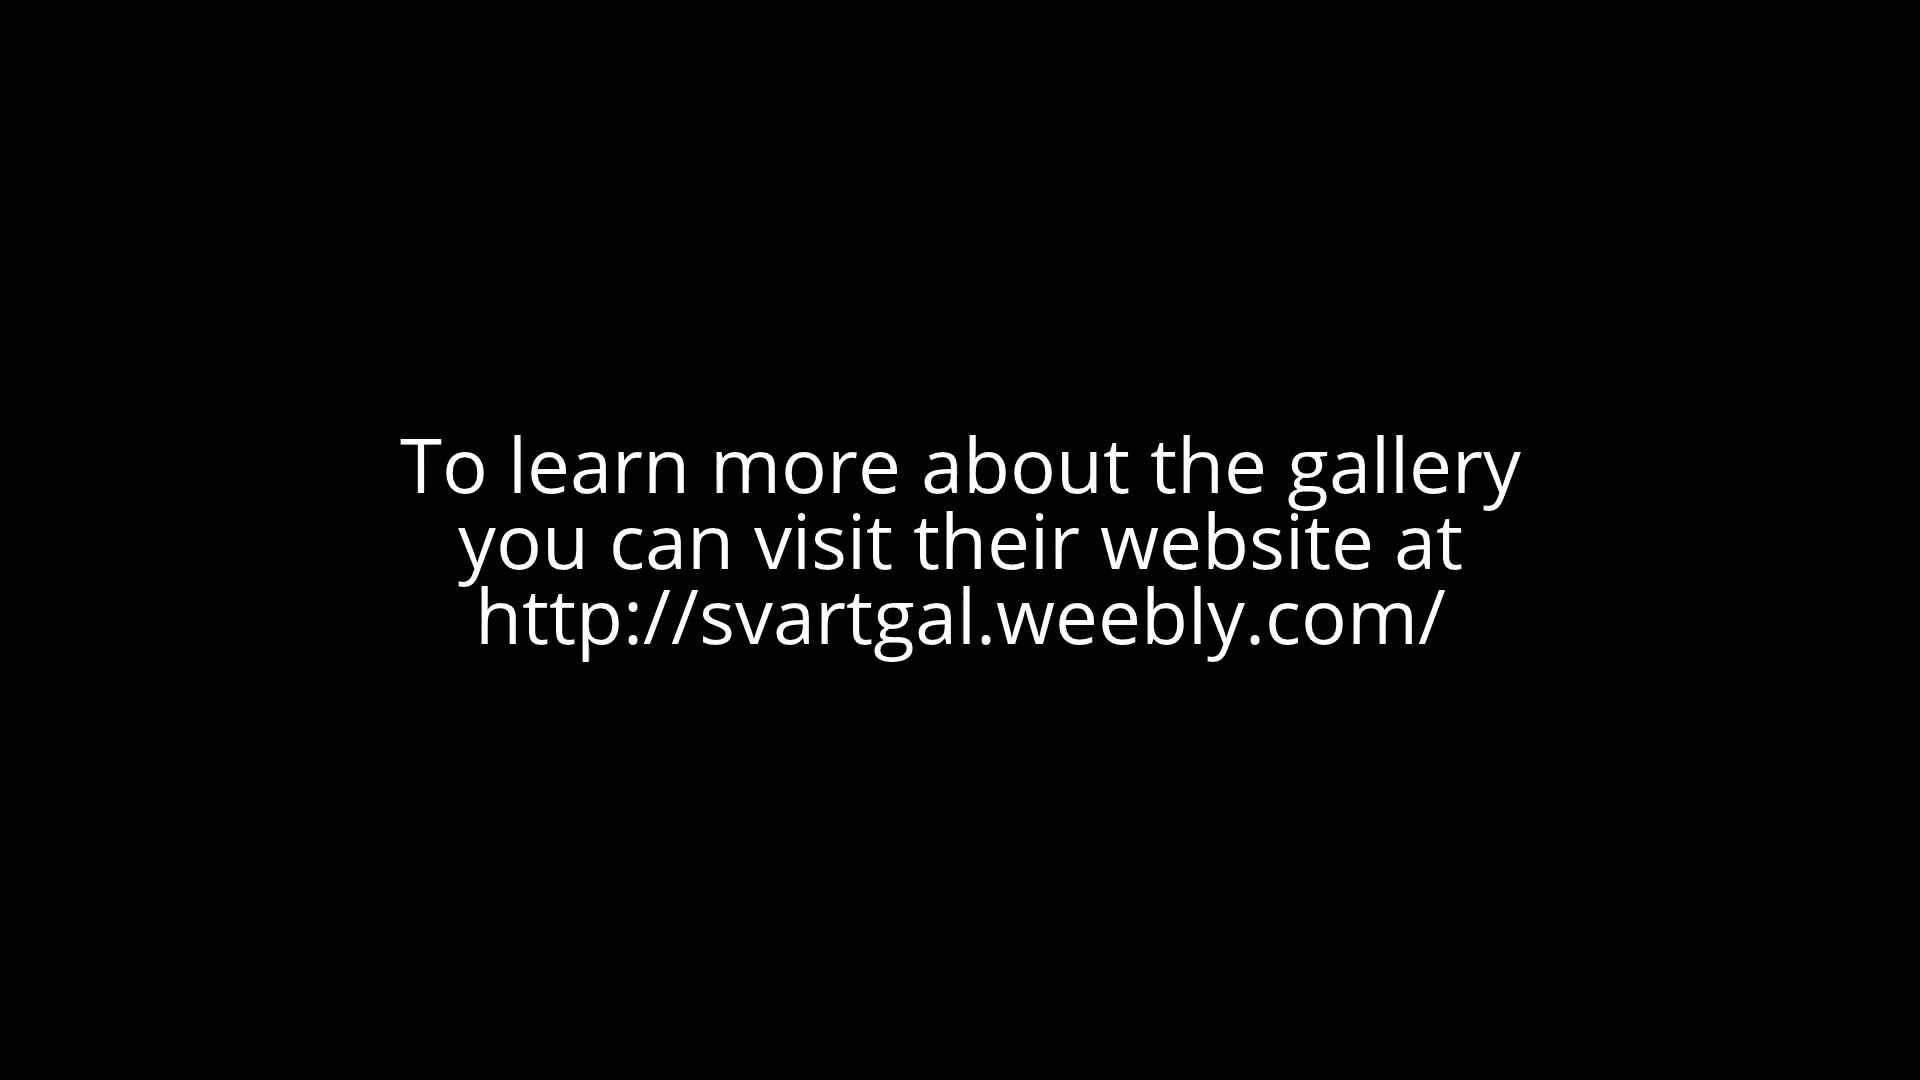 To learn more about the gallery
you can visit their website at
http://svartgal.weebly.com/